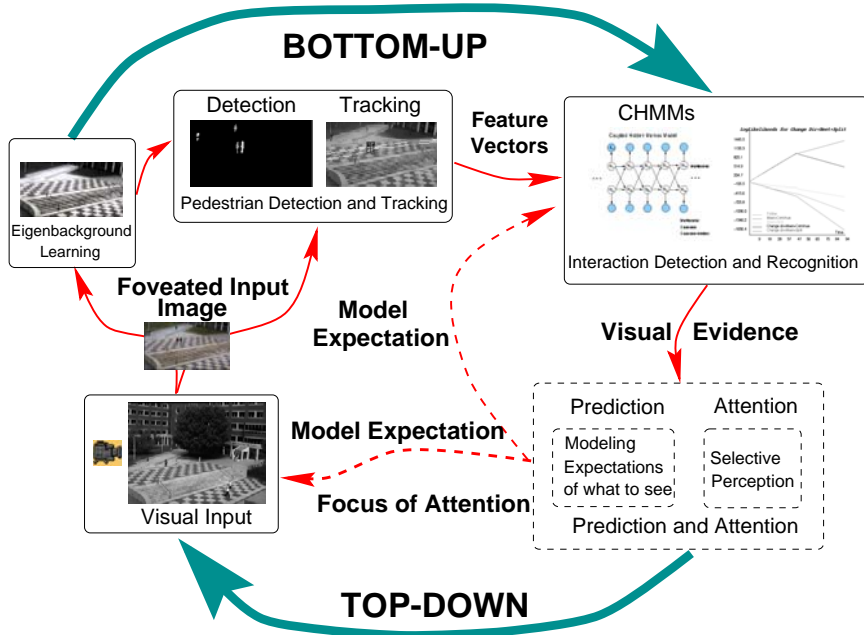 BOTTOM-UP
Detection
Tracking
Pedestrian Detection and Tracking
Feature
Vectors
CHMMs
Interaction Detection and Recognition
Eigenbackground
Learning
Foveated Input
Image
Model
Expectation
Visual Evidence
Prediction
Attention
Modeling
Expectations
of what to see
Selective
Perception
Prediction and Attention
Model Expectation
Focus of Attention
Visual Input
TOP-DOWN